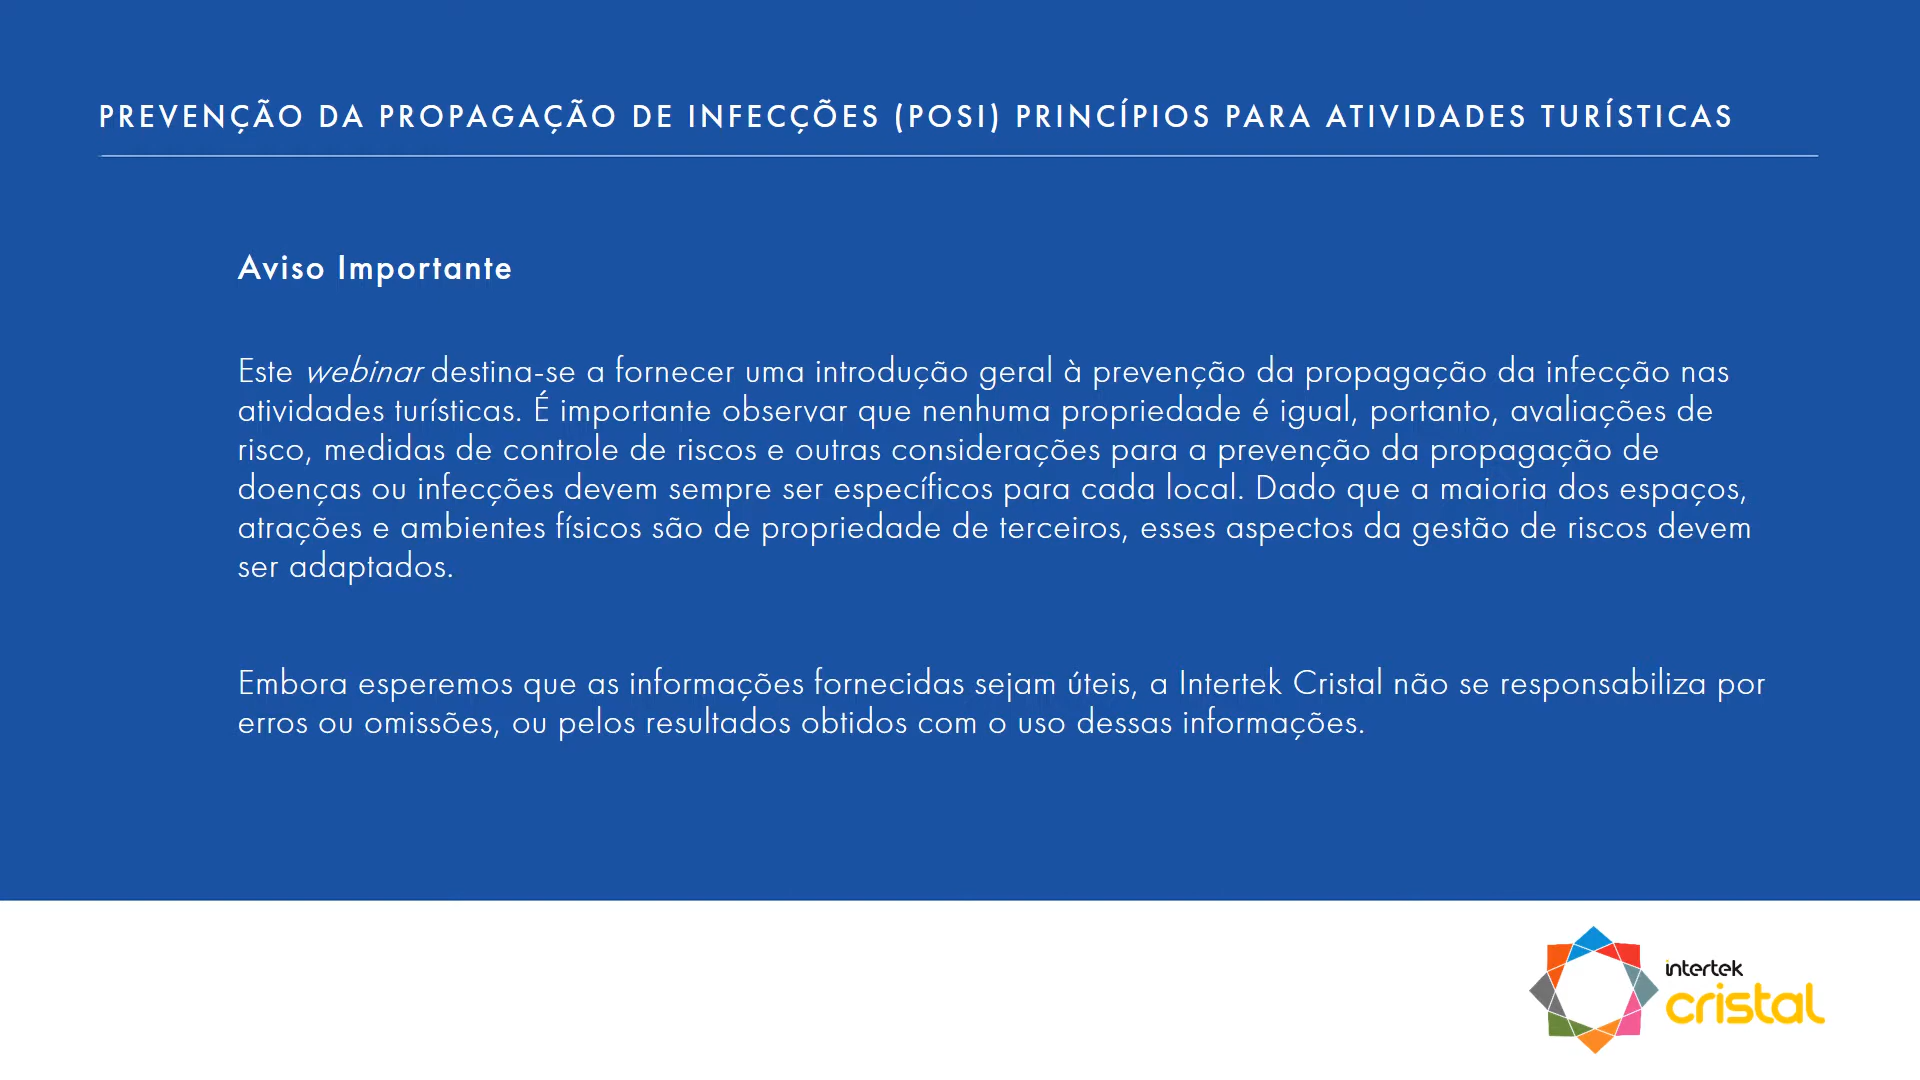 PREVENÇÃO DA PROPAGAÇÃO DE INFECÇÕES (POSI) PRINCÍPIOS PARA ATIVIDADES TURÍSTICAS
Aviso Importante
Este webinar destina-se a fornecer uma introdução geral à prevenção da propagação da infecção nas
atividades turísticas. É importante observar que nenhuma propriedade é igual, portanto, avaliações de
risco, medidas de controle de riscos e outras considerações para a prevenção da propagação de
doenças ou infecções devem sempre ser específicos para cada local. Dado que a maioria dos espaços,
atrações e ambientes físicos são de propriedade de terceiros, esses aspectos da gestão de riscos devem
ser adaptados.
Embora esperemos que as informações fornecidas sejam úteis, a Intertek Cristal não se responsabiliza por
erros ou omissões, ou pelos resultados obtidos com o uso dessas informações.
intertek
cristal